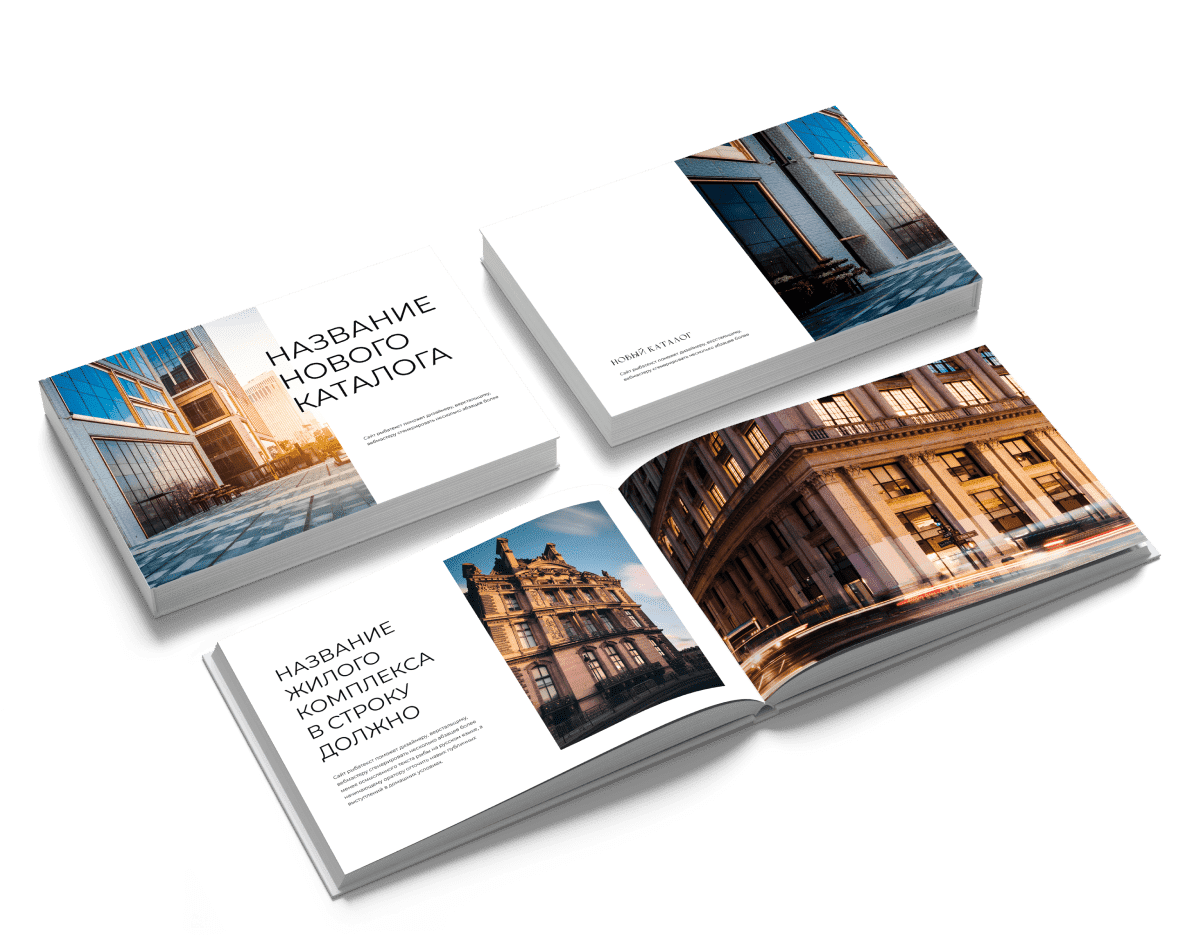 НАЗВАНИЕ
НОВОГО
КАТАЛОГА
Сайт рыбатекст поможет дизайнеру, верстальщику,
вебмастеру сгенерировать несколько абзацев более
НОВЫЙ КАТАЛОГ
Сайт рыбатекст поможет дизайнеру, верстальщику,
вебмастеру сгенерировать несколько абзацев более
НАЗВАНИЕ
ЖИЛОГО
КОМПЛЕКСА
В СТРОКУ
ДОЛЖНО
Сайт рыбатекст поможет дизайнеру, верстальщику,
вебмастеру сгенерировать несколько абзацев более
менее осмысленного текста рыбы на русском языке, а
начинающему оратору отточить навык публичных
выступлений в домашних условиях.